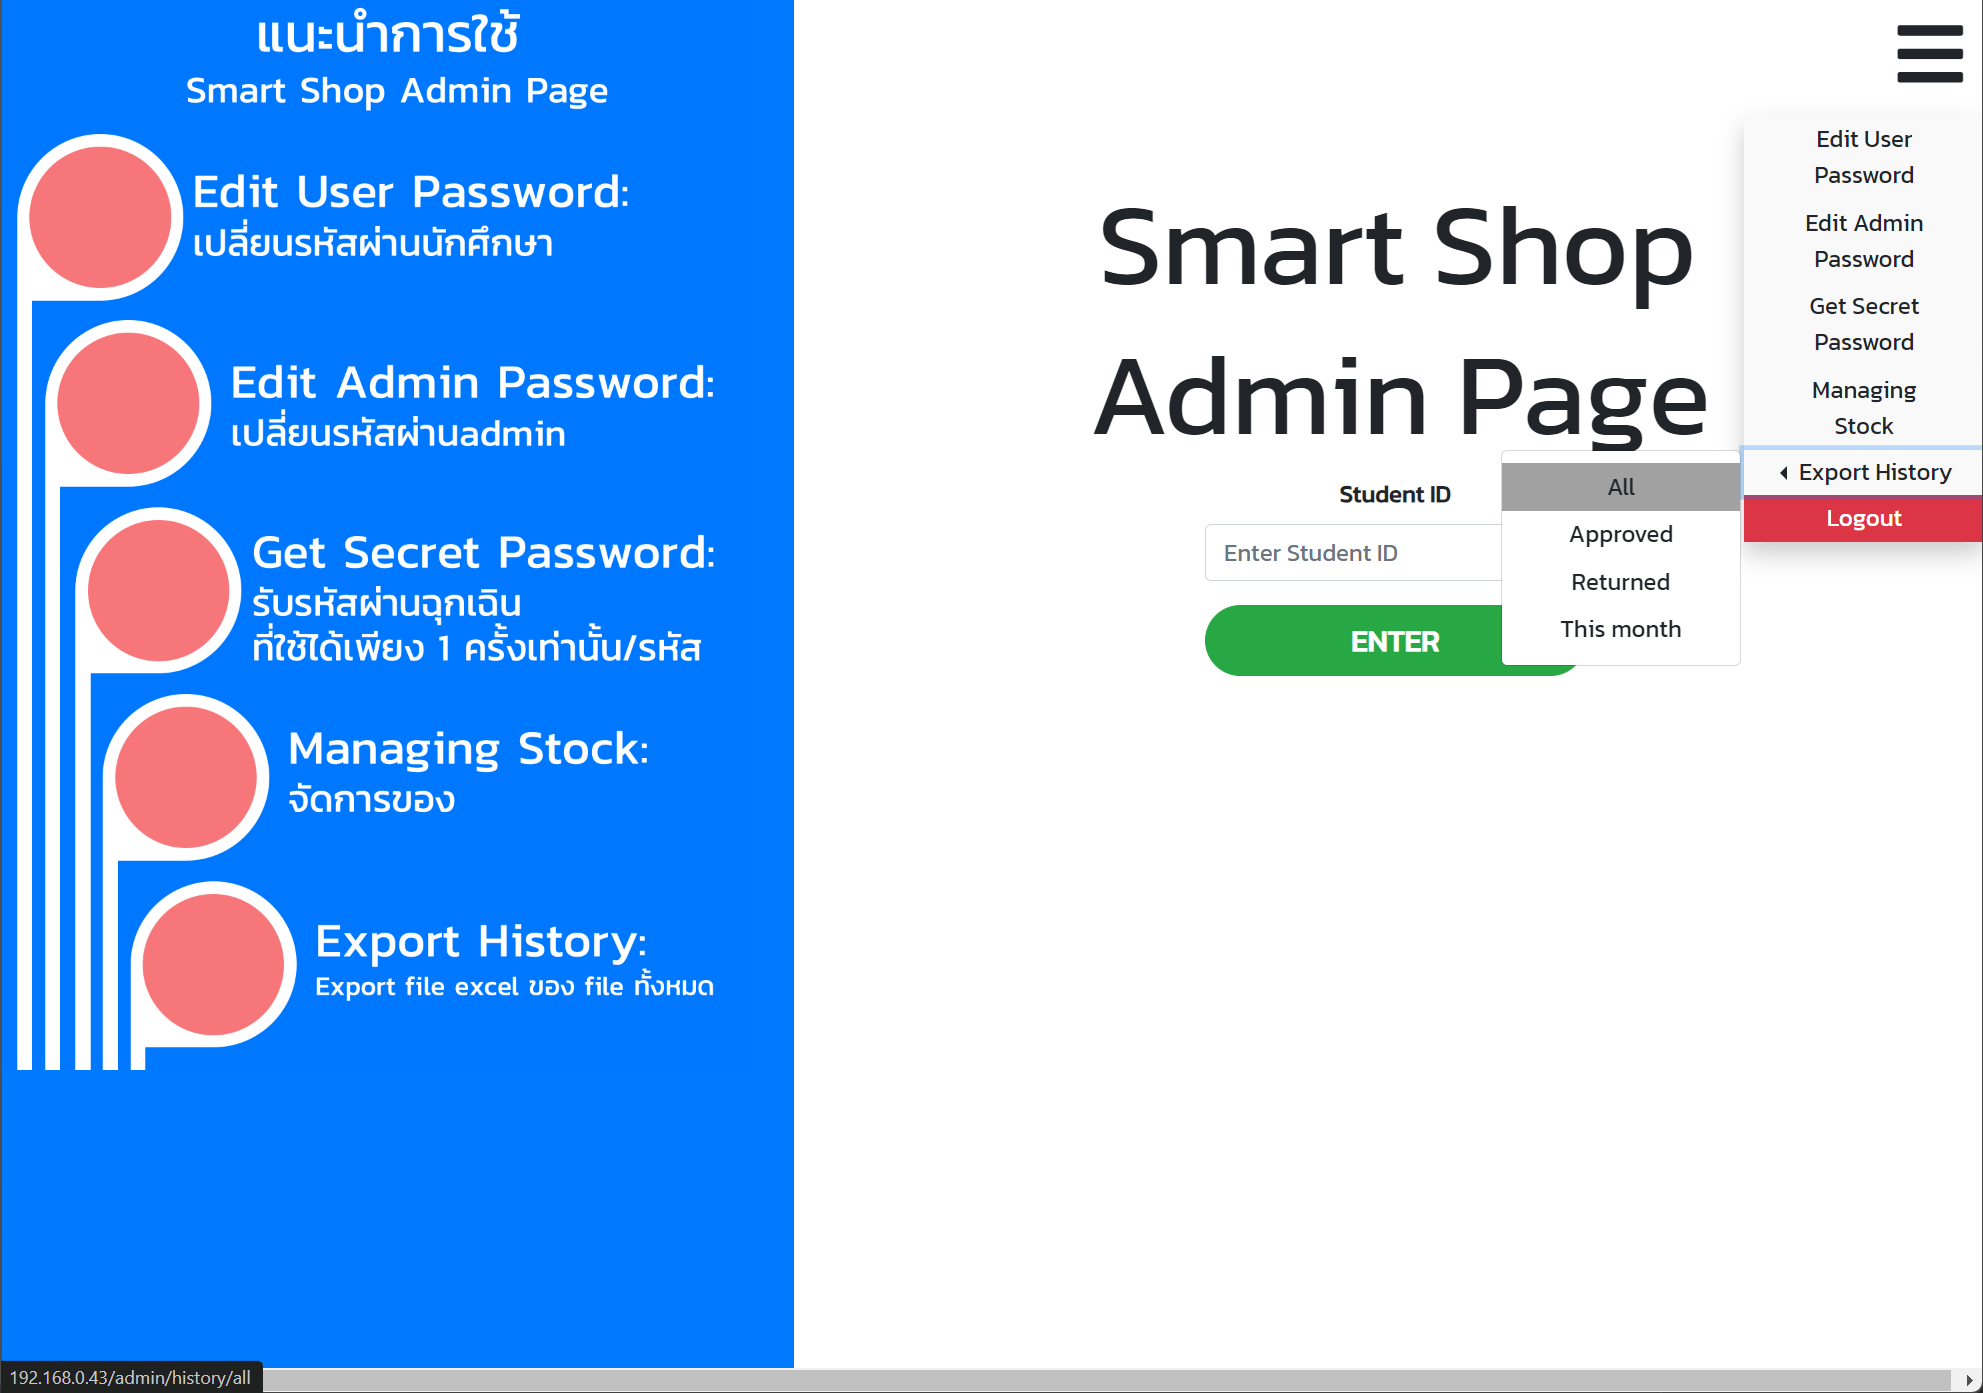 แนะนำการใช้
Smart Shop Admin Page
Edit User Password:
เปลี่ยนรหัสผ่านนักศึกษา
Edit Admin Password:
เปลี่ยนรหัสผ่านadmin
Get Secret Password:
รับรหัสผ่านฉุกเฉิน
ที่ใช้ได้เพียง 1 ครั้งเท่านั้น/รหัส
Managing Stock:
จัดการของ
Export History:
Export file excel ของ file ทั้งหมด
Smart Shop
Admin Page
Student ID
Enter Student ID
ENTER
Edit User
Password
Edit Admin
Password
Get Secret
Password
Managing
Stock
Export History
Logout
All
Approved
Returned
This month
192.168.0.43/admin/history/all